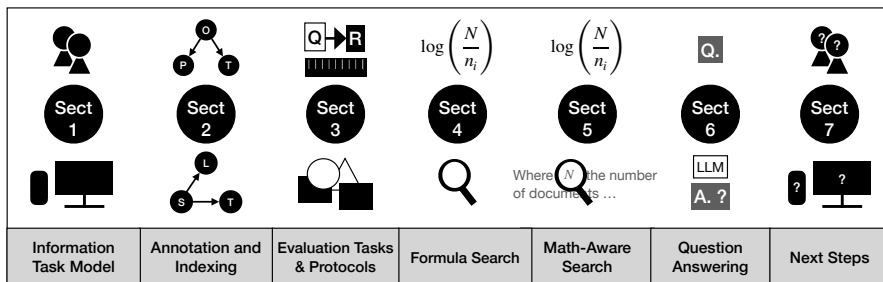 O
P T
Q R
log(N/n_i)
log(N/n_i)
Q.
? ?
Sect 1
Sect 2
Sect 3
Sect 4
Sect 5
Sect 6
Sect 7
L
S T
Where N the number
of documents …
LLM
A. ?
? ?
Information
Task Model
Annotation and
Indexing
Evaluation Tasks
& Protocols
Formula Search
Math-Aware
Search
Question
Answering
Next Steps